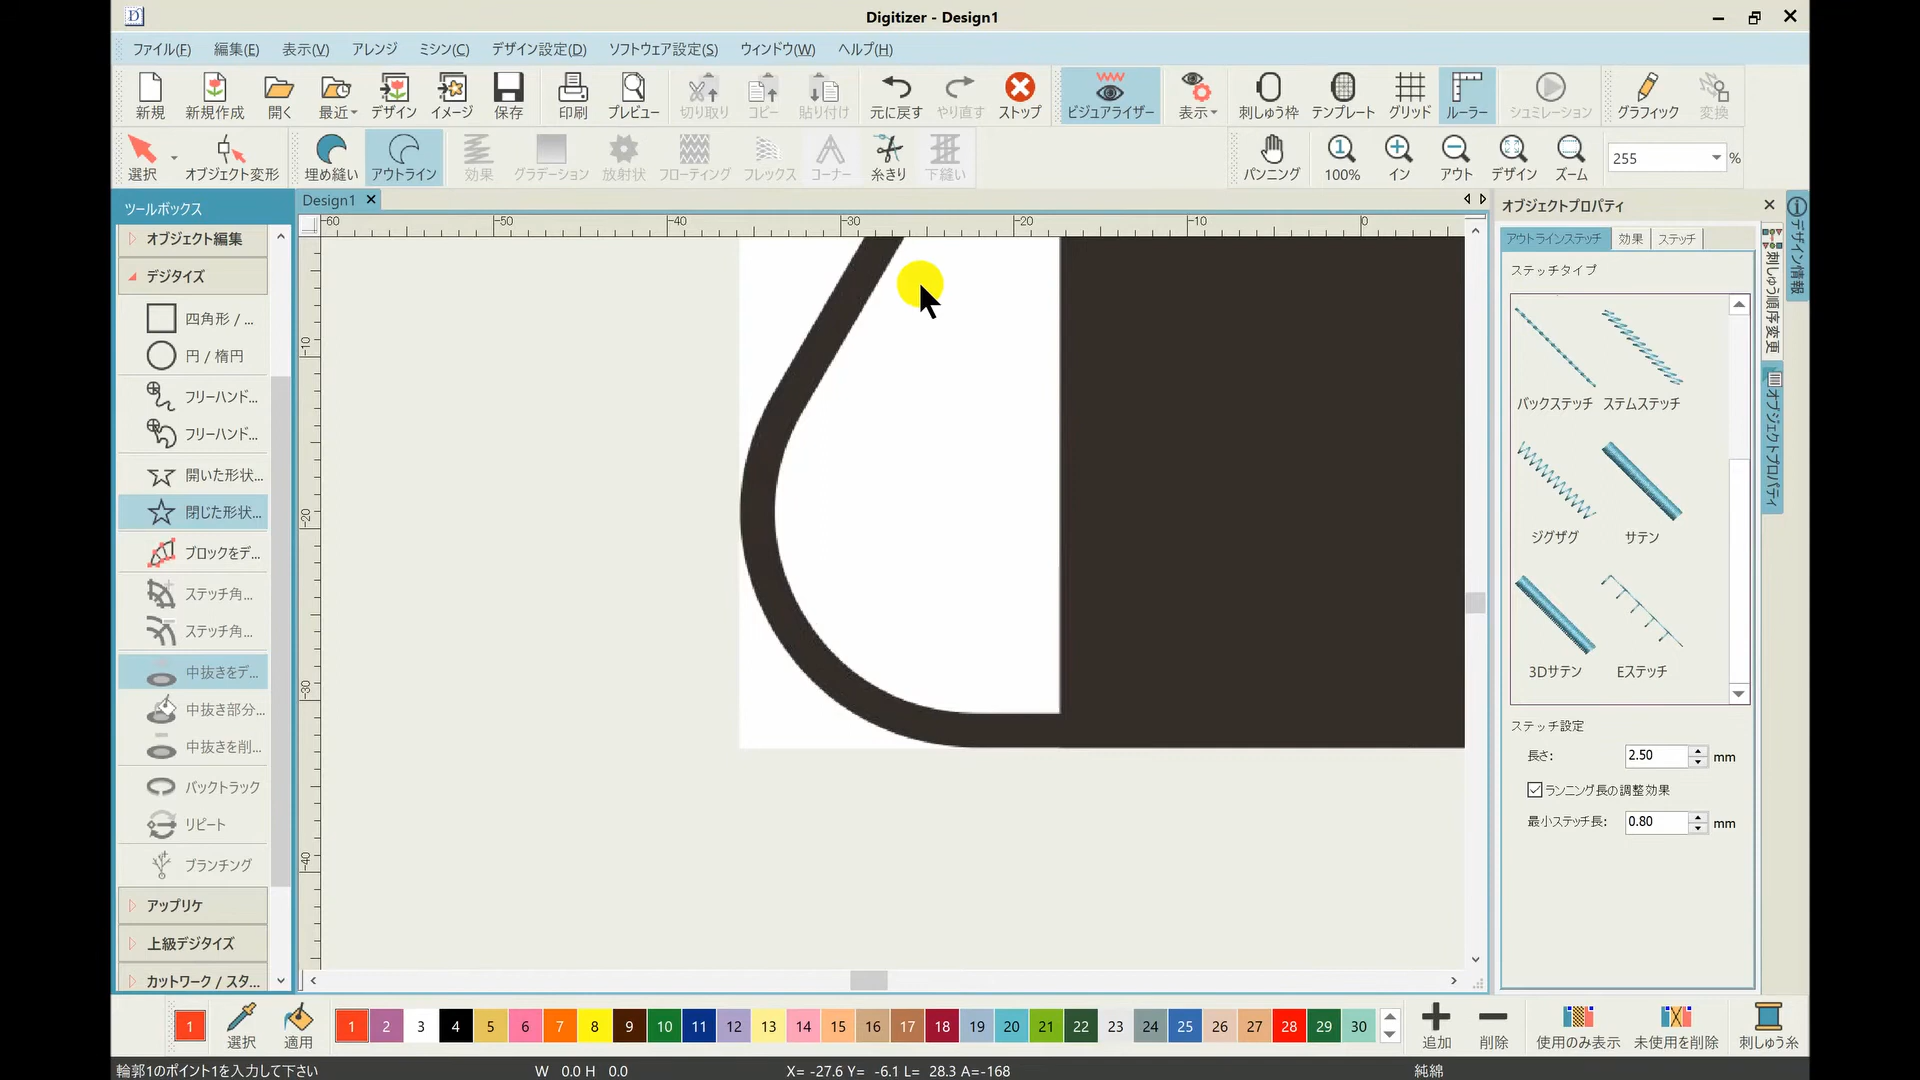 Digitizer - Design1
ファイル(F) 編集(E) 表示(V) アレンジ ミシン(C) デザイン設定(D) ソフトウェア設定(S) ウィンドウ(W) ヘルプ(H)
新規 新規作成 開く 最近 デザイン イメージ 保存 印刷 プレビュー 切り取り コピー 貼り付け 元に戻す やり直す ストップ ビジュアライザー 表示 刺しゅう枠 テンプレート グリッド ルーラー シュミレーション グラフィック 変換
選択 オブジェクト変形 埋め縫い アウトライン 効果 グラデーション 放射状 フローティング フレックス コーナー 糸きり 下縫い パンニング 100% イン アウト デザイン ズーム 255 %
ツールボックス
オブジェクト編集
デジタイズ
四角形 / ...
円 / 楕円
フリーハンド...
フリーハンド...
開いた形状...
閉じた形状...
ブロックをデ...
ステッチ角...
ステッチ角...
中抜きをデ...
中抜き部分...
中抜きを削...
バックトラック
リピート
ブランチング
アップリケ
上級デジタイズ
カットワーク / スタ...
Design1
-60 -50 -40 -30 -20 -10 0
-10
-20
-30
-40
オブジェクトプロパティ
アウトラインステッチ 効果 ステッチ
ステッチタイプ
バックステッチ ステムステッチ
ジグザグ サテン
3Dサテン Eステッチ
ステッチ設定
長さ: 2.50 mm
ランニング長の調整効果
最小ステッチ長: 0.80 mm
デザイン情報
刺しゅう順序変更
オブジェクトプロパティ
1 選択 適用 1 2 3 4 5 6 7 8 9 10 11 12 13 14 15 16 17 18 19 20 21 22 23 24 25 26 27 28 29 30 追加 削除 使用のみ表示 未使用を削除 刺しゅう糸
輪郭1のポイント1を入力して下さい W 0.0 H 0.0 X= -27.6 Y= -6.1 L= 28.3 A=-168 純綿